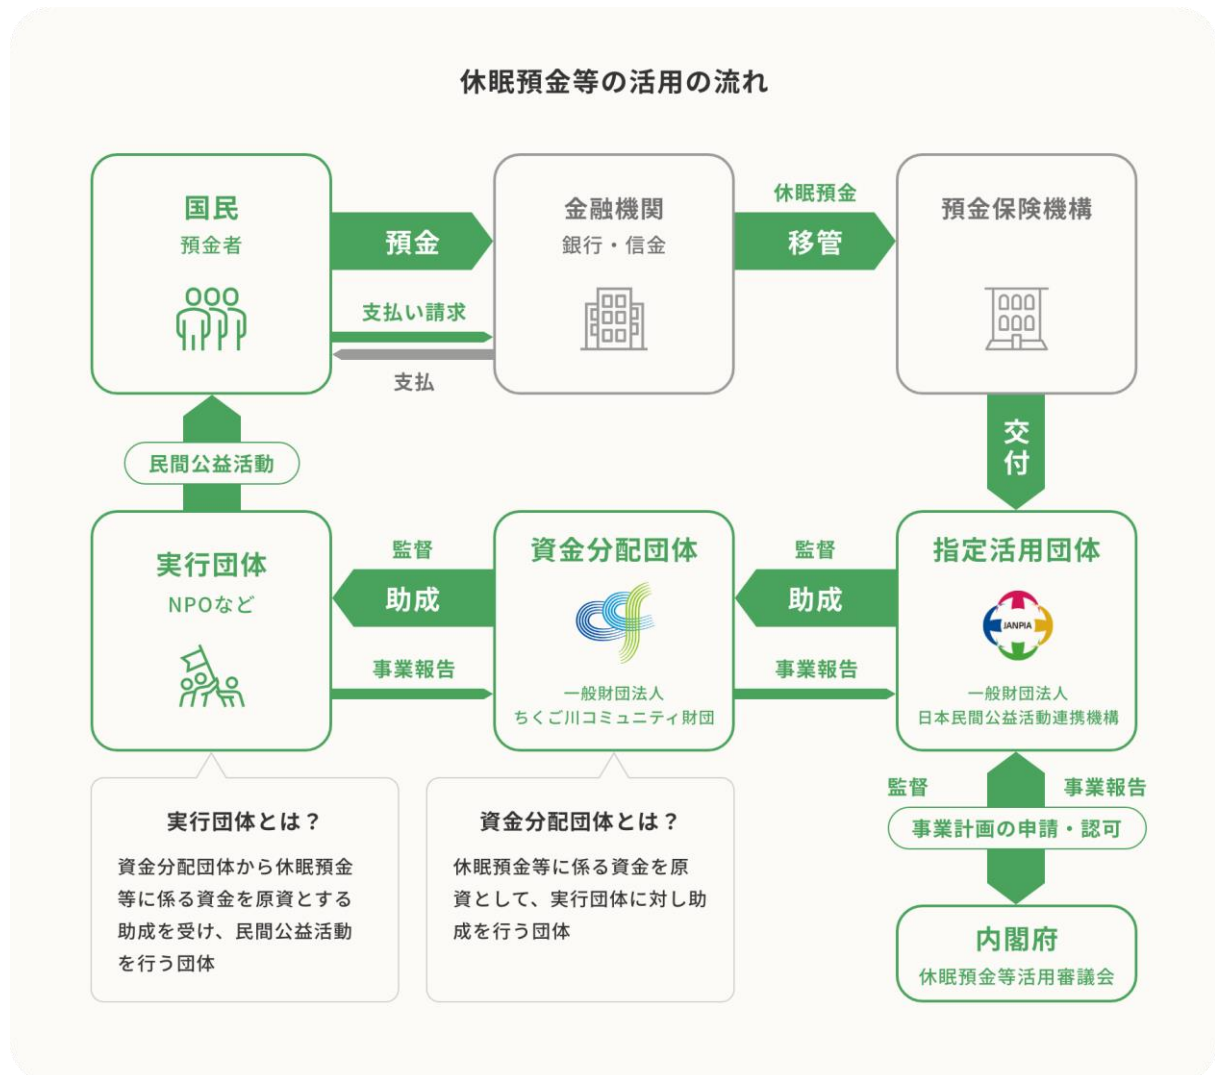 休眠預金等の活用の流れ
国民
預金者
預金
支払い請求
支払
金融機関
銀行・信金
休眠預金
移管
預金保険機構
交
付
民間公益活動
実行団体
NPOなど
監督
助成
事業報告
資金分配団体
一般財団法人
ちくご川コミュニティ財団
監督
助成
事業報告
指定活用団体
JANPIA
一般財団法人
日本民間公益活動連携機構
監督
事業報告
事業計画の申請・認可
内閣府
休眠預金等活用審議会
実行団体とは？
資金分配団体から休眠預金
等に係る資金を原資とする
助成を受け、民間公益活動
を行う団体
資金分配団体とは？
休眠預金等に係る資金を原
資として、実行団体に対し助
成を行う団体